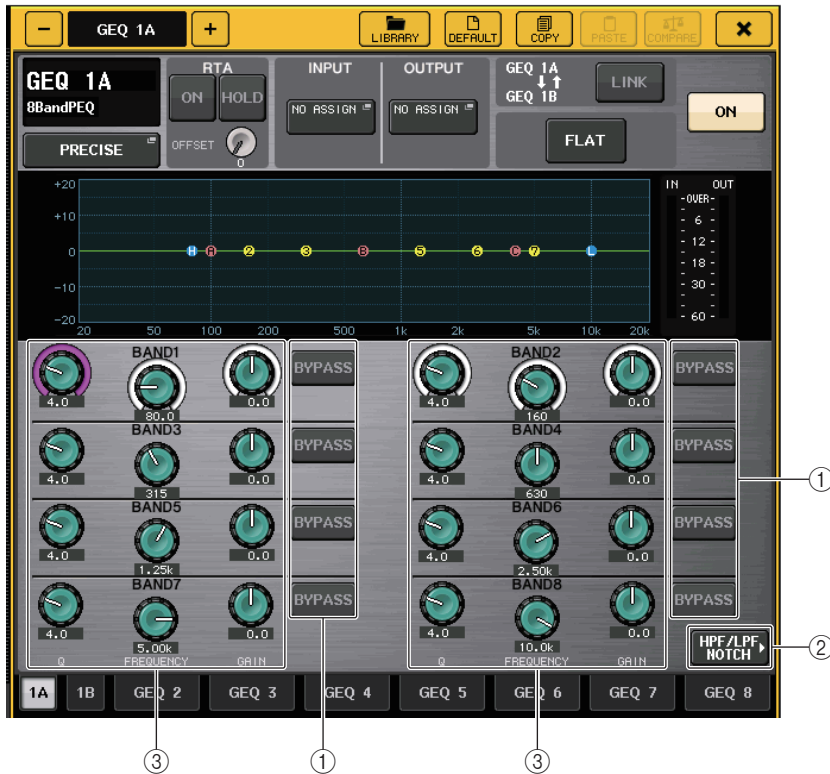 − GEQ 1A + LIBRARY DEFAULT COPY PASTE COMPARE ×
GEQ 1A
8BandPEQ
PRECISE
RTA
ON HOLD
OFFSET
0
INPUT
NO ASSIGN
OUTPUT
NO ASSIGN
GEQ 1A
↓↑
GEQ 1B
LINK
FLAT
ON
+20
+10
0
−10
−20
20 50 100 200 500 1k 2k 5k 10k 20k
H A 2 3 B 5 6 C 7 L
IN OUT
-OVER-
- 6 -
- 12 -
- 18 -
- 30 -
- 60 -
BAND1
4.0 80.0 0.0
BYPASS
BAND2
4.0 160 0.0
BYPASS
BAND3
4.0 315 0.0
BYPASS
BAND4
4.0 630 0.0
BYPASS
BAND5
4.0 1.25k 0.0
BYPASS
BAND6
4.0 2.50k 0.0
BYPASS
BAND7
4.0 5.00k 0.0
BYPASS
BAND8
4.0 10.0k 0.0
BYPASS
Q FREQUENCY GAIN
Q FREQUENCY GAIN
HPF/LPF
NOTCH
1A 1B GEQ 2 GEQ 3 GEQ 4 GEQ 5 GEQ 6 GEQ 7 GEQ 8
①
②
③ ① ③